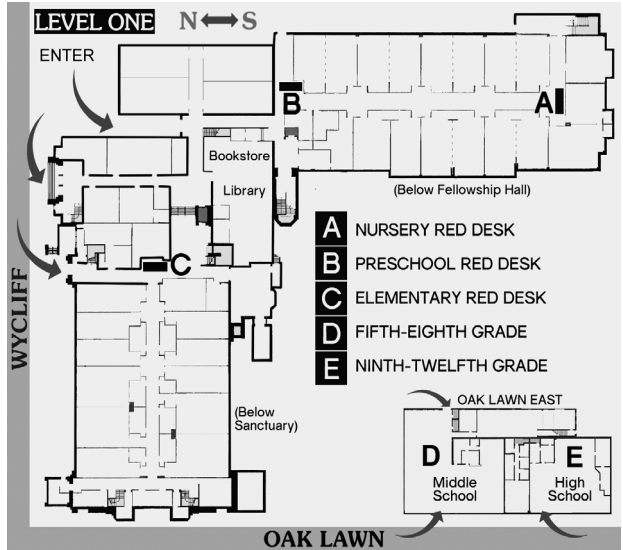 LEVEL ONE
N S
ENTER
B
A
Bookstore
Library
(Below Fellowship Hall)
A NURSERY RED DESK
B PRESCHOOL RED DESK
C
C ELEMENTARY RED DESK
D FIFTH-EIGHTH GRADE
E NINTH-TWELFTH GRADE
WYCLIFF
(Below
Sanctuary)
OAK LAWN EAST
D
Middle
School
E
High
School
OAK LAWN